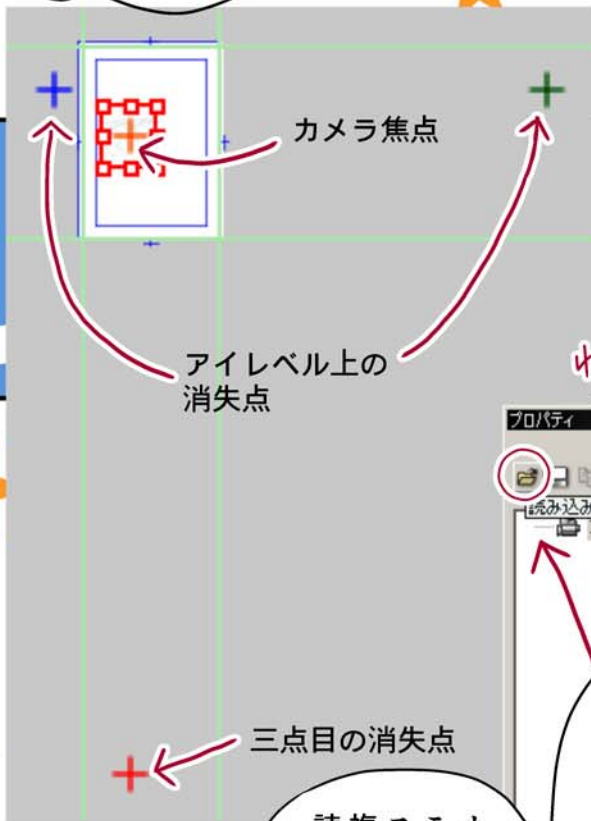 カメラ焦点
アイレベル上の
消失点
プロパティ
読み込み
三点目の消失点